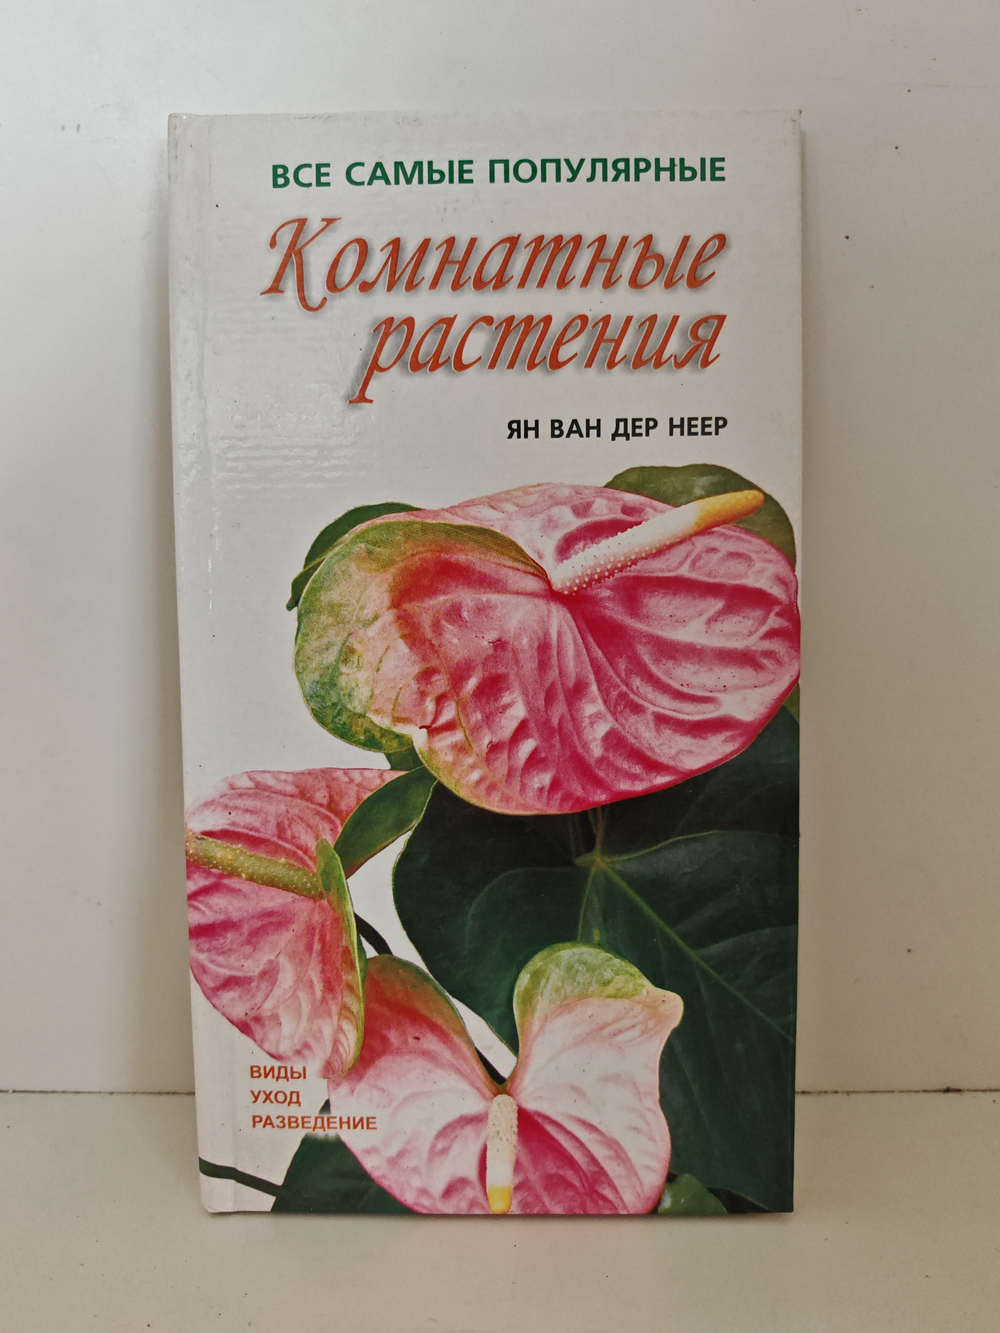 ВСЕ САМЫЕ ПОПУЛЯРНЫЕ
Комнатные
растения
ЯН ВАН ДЕР НЕЕР
ВИДЫ
УХОД
РАЗВЕДЕНИЕ